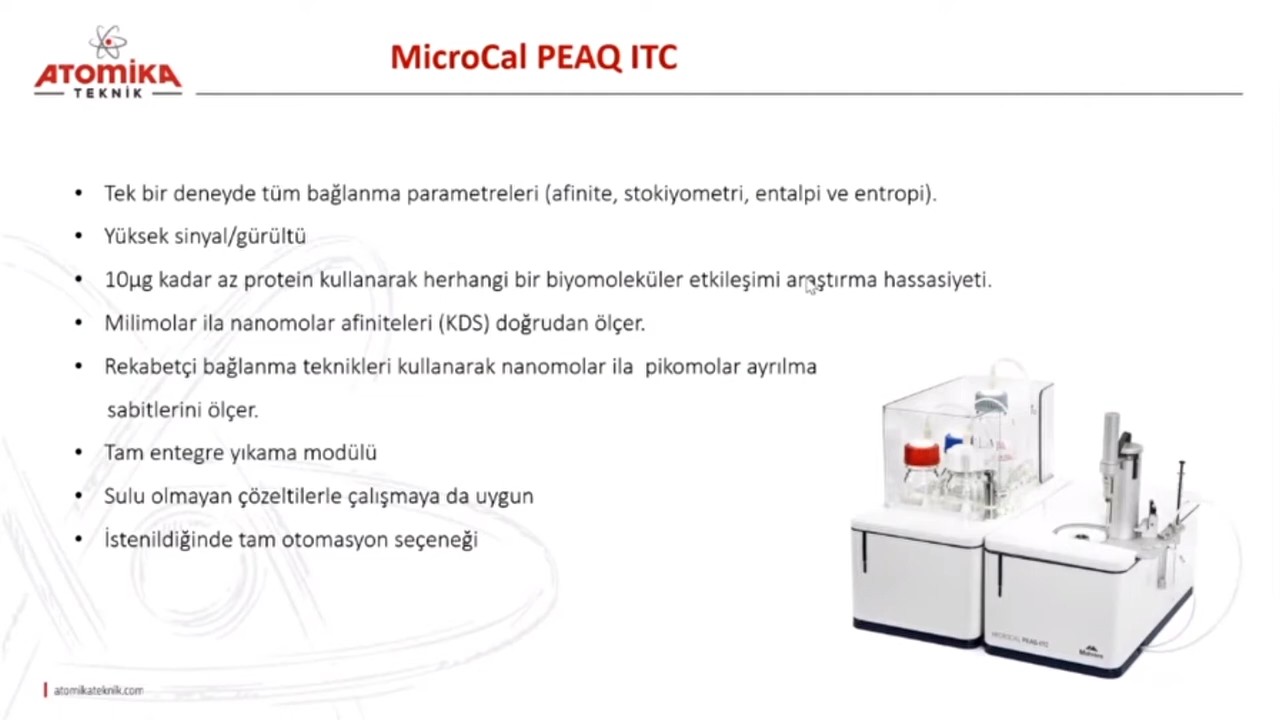 ATOMİKA
TEKNİK
MicroCal PEAQ ITC
• Tek bir deneyde tüm bağlanma parametreleri (afinite, stokiyometri, entalpi ve entropi).
• Yüksek sinyal/gürültü
• 10µg kadar az protein kullanarak herhangi bir biyomoleküler etkileşimi araştırma hassasiyeti.
• Milimolar ila nanomolar afiniteleri (KDS) doğrudan ölçer.
• Rekabetçi bağlanma teknikleri kullanarak nanomolar ila pikomolar ayrılma
sabitlerini ölçer.
• Tam entegre yıkama modülü
• Sulu olmayan çözeltilerle çalışmaya da uygun
• İstenildiğinde tam otomasyon seçeneği
MICROCAL PEAQ-ITC
Malvern
atomikateknik.com